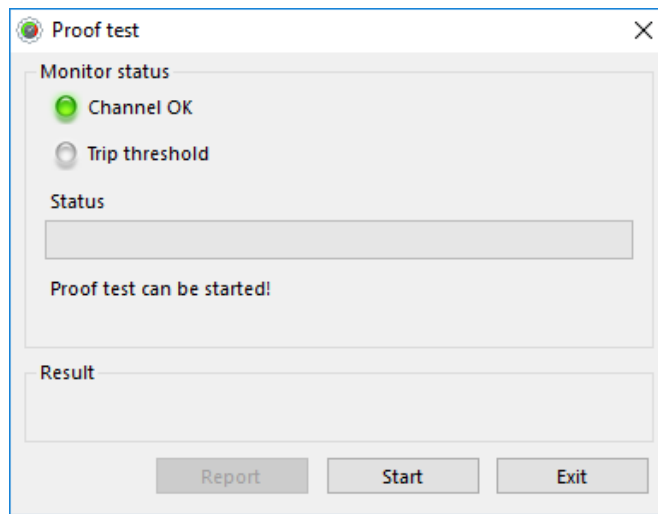 Proof test
Monitor status
Channel OK
Trip threshold
Status
Proof test can be started!
Result
Report Start Exit